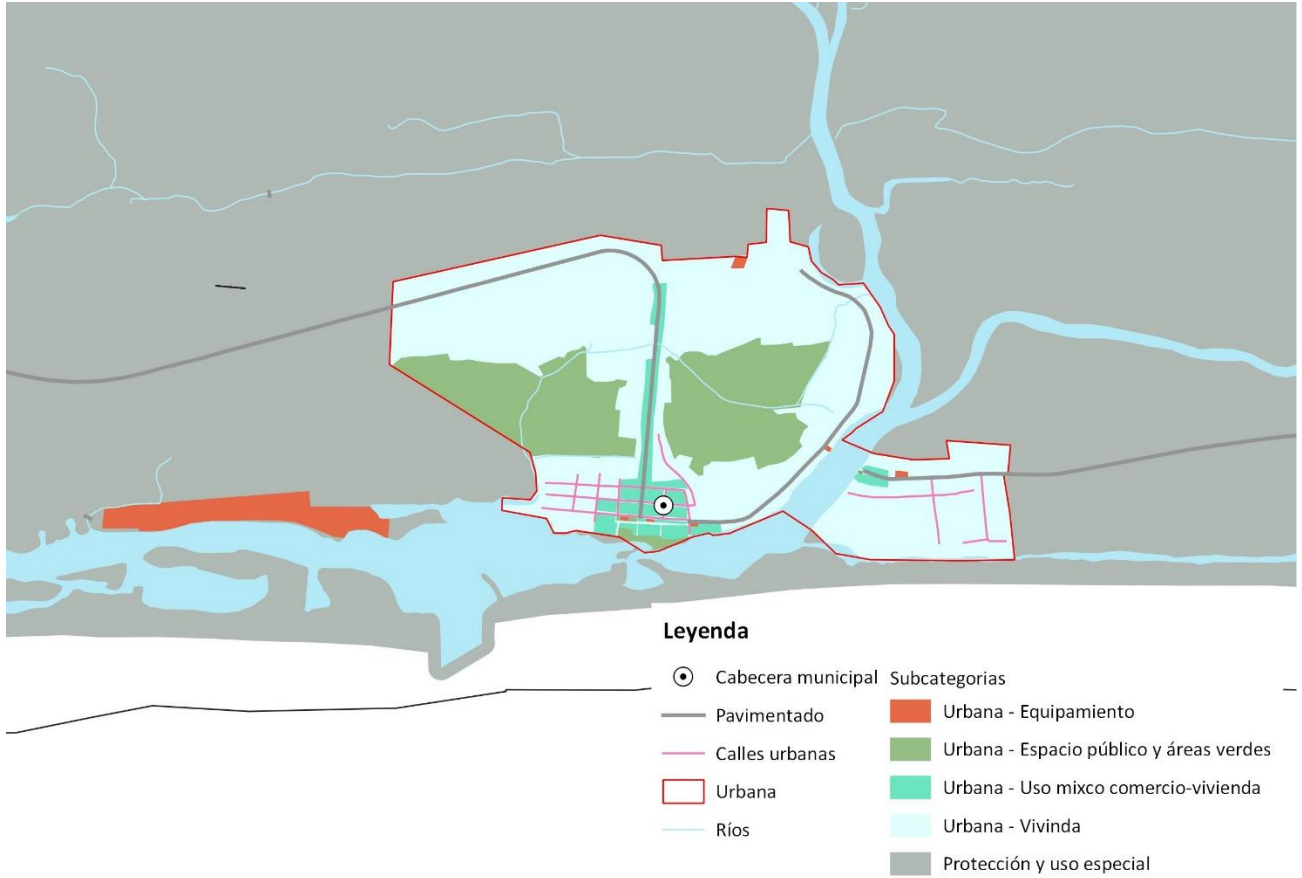 Leyenda
Cabecera municipal
Pavimentado
Calles urbanas
Urbana
Ríos
Subcategorias
Urbana - Equipamiento
Urbana - Espacio público y áreas verdes
Urbana - Uso mixco comercio-vivienda
Urbana - Vivinda
Protección y uso especial